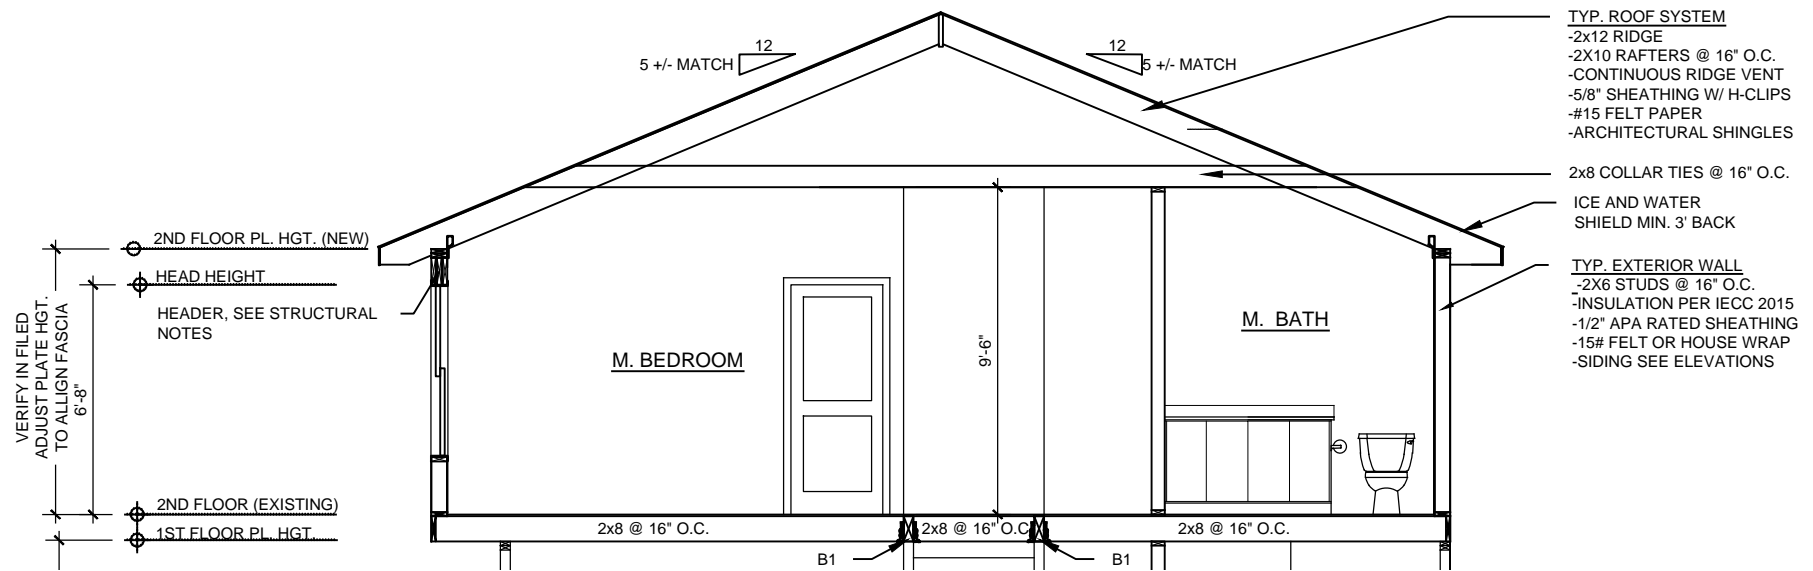 TYP. ROOF SYSTEM
-2x12 RIDGE
-2X10 RAFTERS @ 16" O.C.
-CONTINUOUS RIDGE VENT
-5/8" SHEATHING W/ H-CLIPS
-#15 FELT PAPER
-ARCHITECTURAL SHINGLES
12
5 +/- MATCH
12
5 +/- MATCH
2x8 COLLAR TIES @ 16" O.C.
ICE AND WATER
SHIELD MIN. 3' BACK
TYP. EXTERIOR WALL
-2X6 STUDS @ 16" O.C.
-INSULATION PER IECC 2015
-1/2" APA RATED SHEATHING
-15# FELT OR HOUSE WRAP
-SIDING SEE ELEVATIONS
2ND FLOOR PL. HGT. (NEW)
HEAD HEIGHT
HEADER, SEE STRUCTURAL
NOTES
VERIFY IN FILED
ADJUST PLATE HGT.
TO ALLIGN FASCIA
6'-8"
M. BEDROOM
9'-6"
M. BATH
2ND FLOOR (EXISTING)
1ST FLOOR PL. HGT.
2x8 @ 16" O.C.
2x8 @ 16" O.C
2x8 @ 16" O.C.
B1
B1